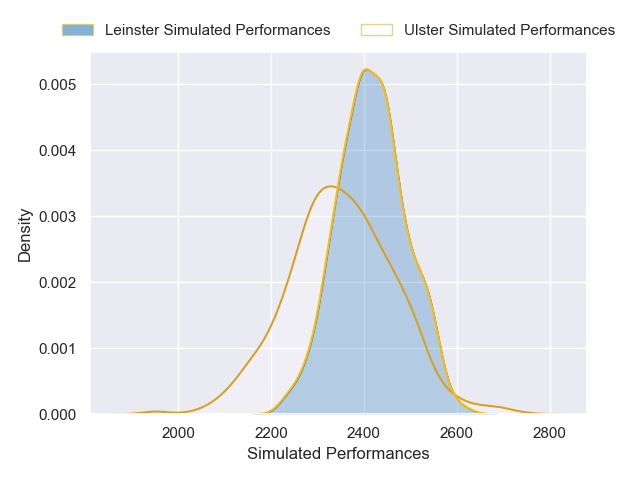 Leinster Simulated Performances Ulster Simulated Performances
0.005
0.004
0.003
0.002
0.001
0.000
Density
2000 2200 2400 2600 2800
Simulated Performances